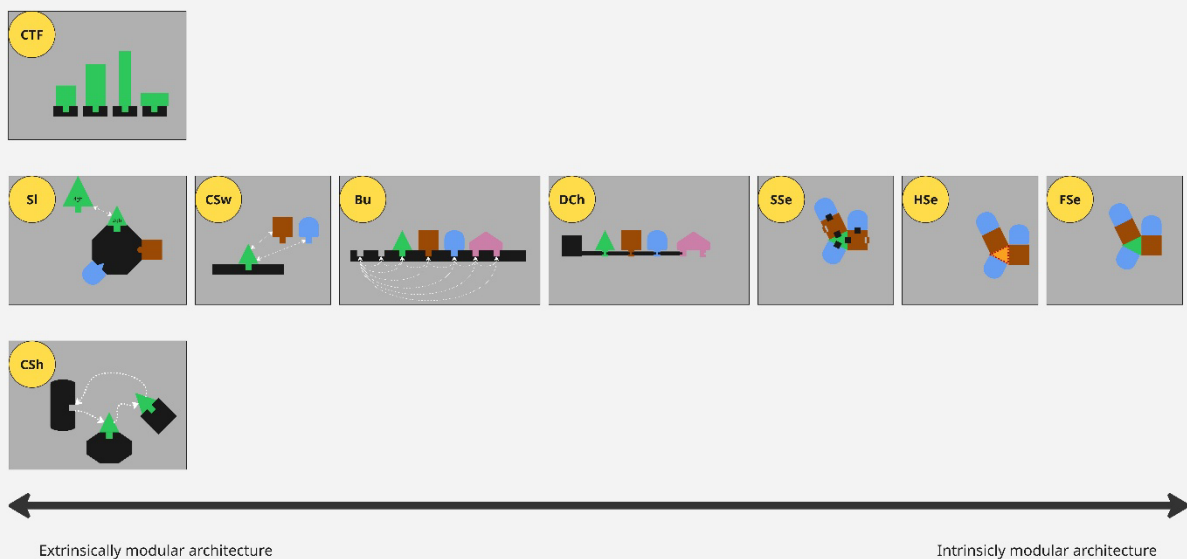 CTF
Sl
CSw
Bu
DCh
SSe
HSe
FSe
CSh
Extrinsically modular architecture
Intrinsicly modular architecture